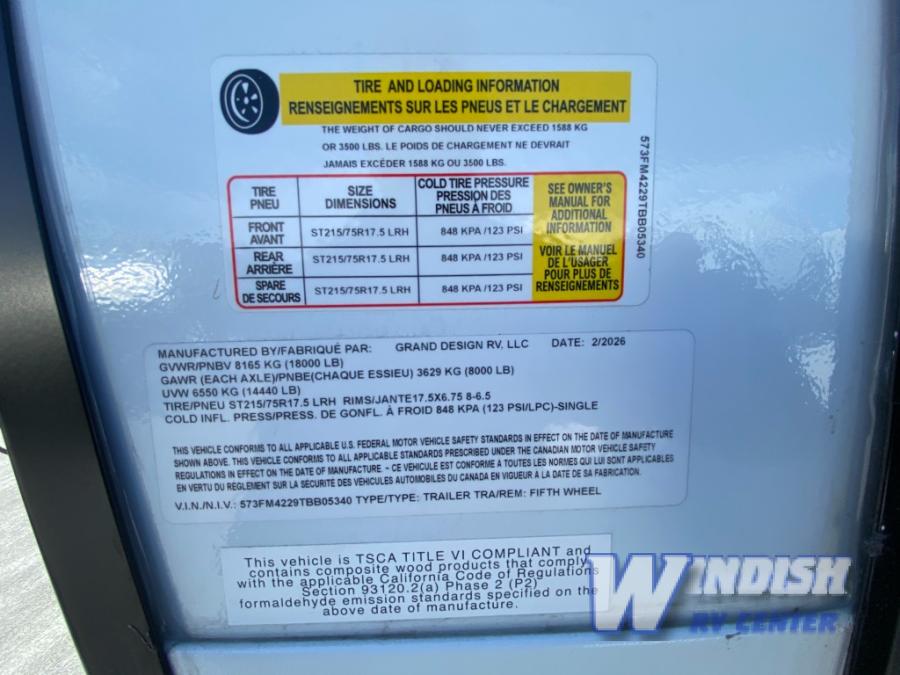 TIRE AND LOADING INFORMATION
RENSEIGNEMENTS SUR LES PNEUS ET LE CHARGEMENT
THE WEIGHT OF CARGO SHOULD NEVER EXCEED 1588 KG
OR 3500 LBS. LE POIDS DE CHARGEMENT NE DEVRAIT
JAMAIS EXCÉDER 1588 KG OU 3500 LBS.
573FM4229TBB05340
TIRE
PNEU
SIZE
DIMENSIONS
COLD TIRE PRESSURE
PRESSION DES
PNEUS À FROID
FRONT
AVANT
ST215/75R17.5 LRH
848 KPA /123 PSI
REAR
ARRIÈRE
ST215/75R17.5 LRH
848 KPA /123 PSI
SPARE
DE SECOURS
ST215/75R17.5 LRH
848 KPA /123 PSI
SEE OWNER'S
MANUAL FOR
ADDITIONAL
INFORMATION
VOIR LE MANUEL
DE L'USAGER
POUR PLUS DE
RENSEIGNEMENTS
MANUFACTURED BY/FABRIQUÉ PAR: GRAND DESIGN RV, LLC DATE: 2/2026
GVWR/PNBV 8165 KG (18000 LB)
GAWR (EACH AXLE)/PNBE(CHAQUE ESSIEU) 3629 KG (8000 LB)
UVW 6550 KG (14440 LB)
TIRE/PNEU ST215/75R17.5 LRH RIMS/JANTE17.5X6.75 8-6.5
COLD INFL. PRESS/PRESS. DE GONFL. À FROID 848 KPA (123 PSI/LPC)-SINGLE
THIS VEHICLE CONFORMS TO ALL APPLICABLE U.S. FEDERAL MOTOR VEHICLE SAFETY STANDARDS IN EFFECT ON THE DATE OF MANUFACTURE
SHOWN ABOVE. THIS VEHICLE CONFORMS TO ALL APPLICABLE STANDARDS PRESCRIBED UNDER THE CANADIAN MOTOR VEHICLE SAFETY
REGULATIONS IN EFFECT ON THE DATE OF MANUFACTURE. - CE VEHICULE EST CONFORME A TOUTES LES NORMES QUI LUI SONT APPLICABLES
EN VERTU DU REGLEMENT SUR LA SÉCURITÉ DES VÉHICULES AUTOMOBILES DU CANADA EN VIGUEUR A LA DATE DE SA FABRICATION.
V.I.N./N.I.V.: 573FM4229TBB05340 TYPE/TYPE: TRAILER TRA/REM: FIFTH WHEEL
This vehicle is TSCA TITLE VI COMPLIANT and
contains composite wood products that comply
with the applicable California Code of Regulations
Section 93120.2(a) Phase 2 (P2)
formaldehyde emission standards specified on the
above date of manufacture.
WINDISH
RV CENTER